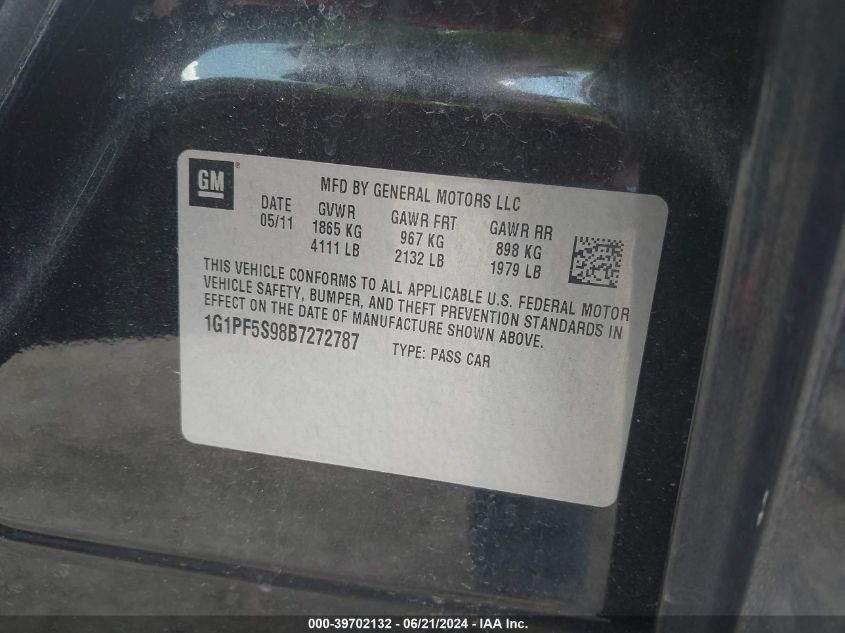 GM ®
MFD BY GENERAL MOTORS LLC
DATE GVWR GAWR FRT GAWR RR
05/11 1865 KG 967 KG 898 KG
4111 LB 2132 LB 1979 LB
THIS VEHICLE CONFORMS TO ALL APPLICABLE U.S. FEDERAL MOTOR
VEHICLE SAFETY, BUMPER, AND THEFT PREVENTION STANDARDS IN
EFFECT ON THE DATE OF MANUFACTURE SHOWN ABOVE.
1G1PF5S98B7272787 TYPE: PASS CAR
000-39702132 - 06/21/2024 - IAA Inc.